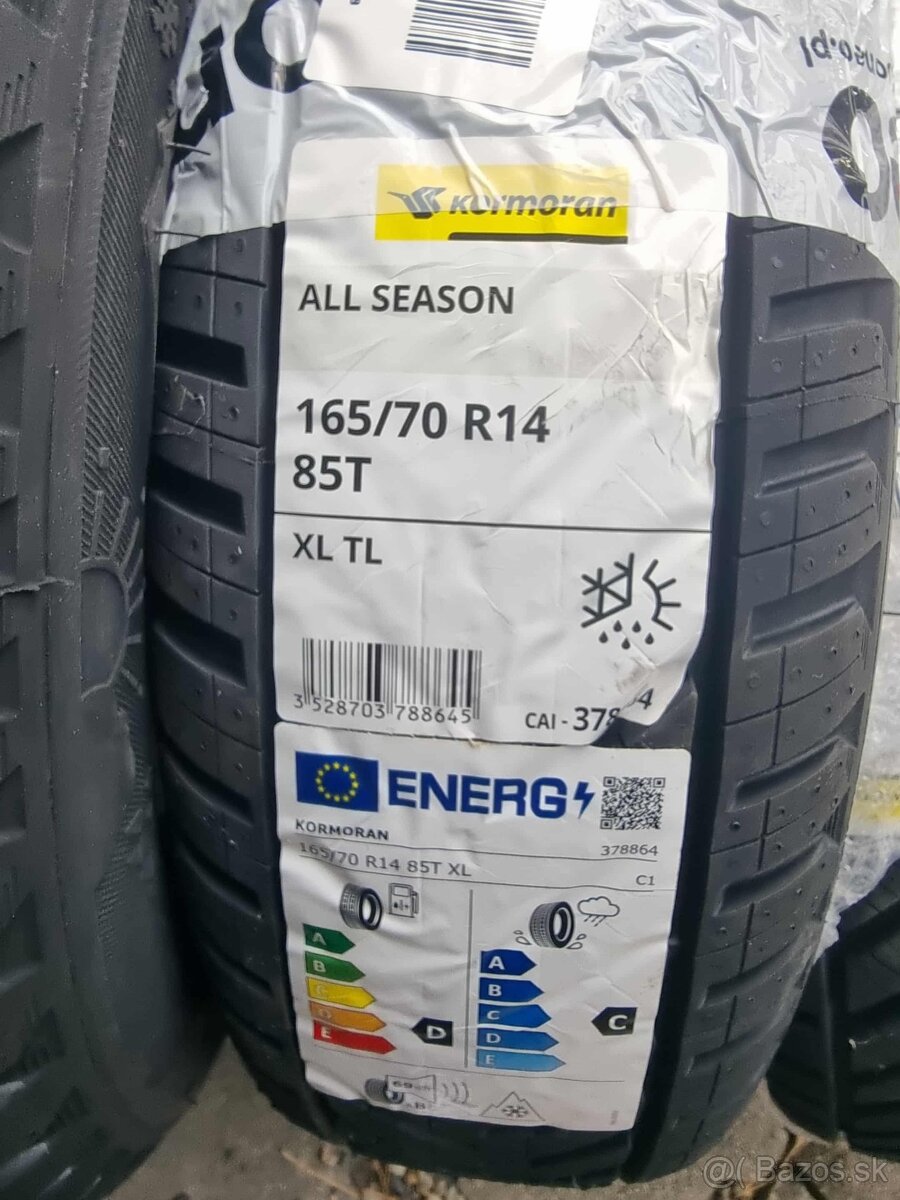 Kormoran
ALL SEASON
165/70 R14
85T
XL TL
3 528703 788645
CAI -
ENERG
KORMORAN
378864
165/70 R14 85T XL
C1
A
B
C
D
E
D
A
B
C
D
E
C
B
@( Bazos.sk